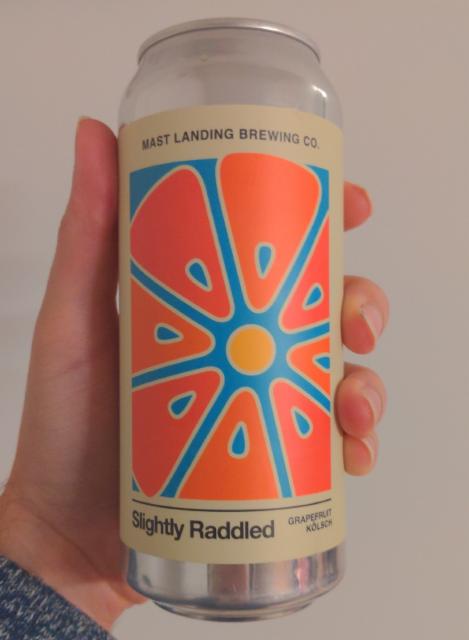 MAST LANDING BREWING CO.
Slightly Raddled
GRAPEFRUIT
KÖLSCH